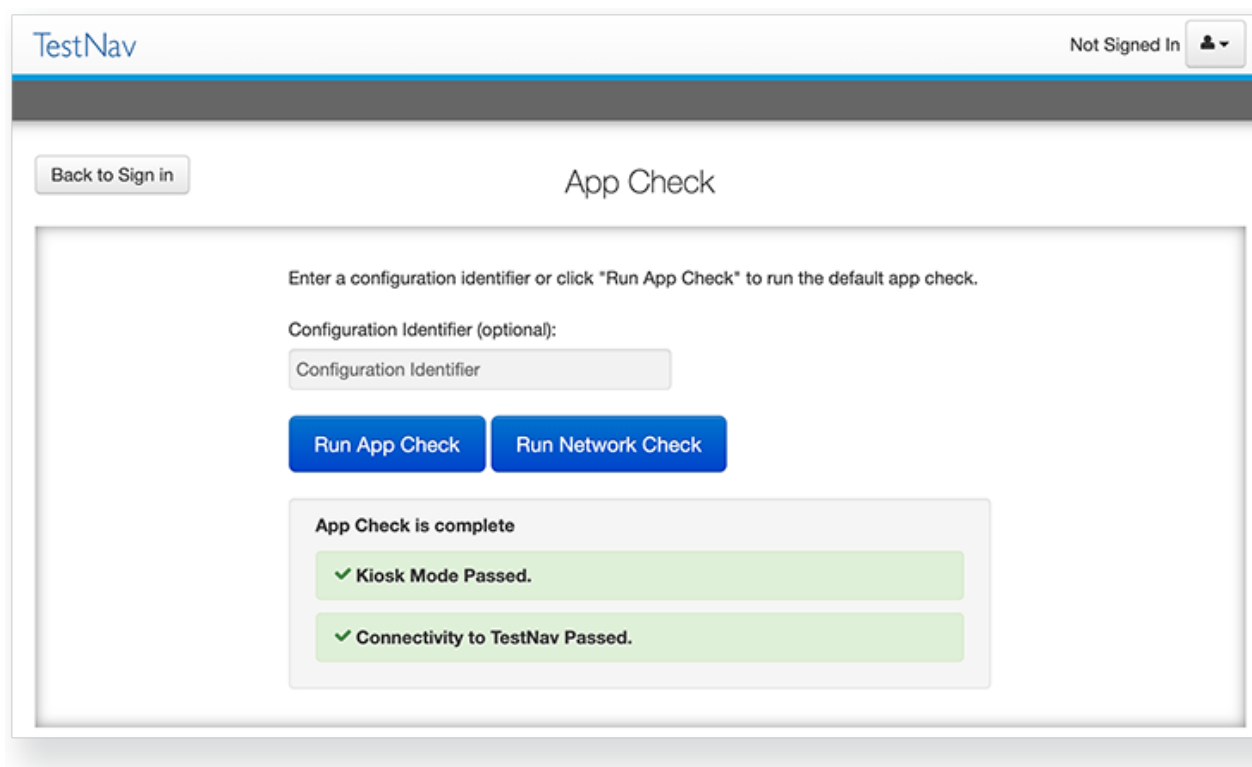 TestNav
Not Signed In
Back to Sign in
App Check
Enter a configuration identifier or click "Run App Check" to run the default app check.
Configuration Identifier (optional):
Configuration Identifier
Run App Check
Run Network Check
App Check is complete
Kiosk Mode Passed.
Connectivity to TestNav Passed.